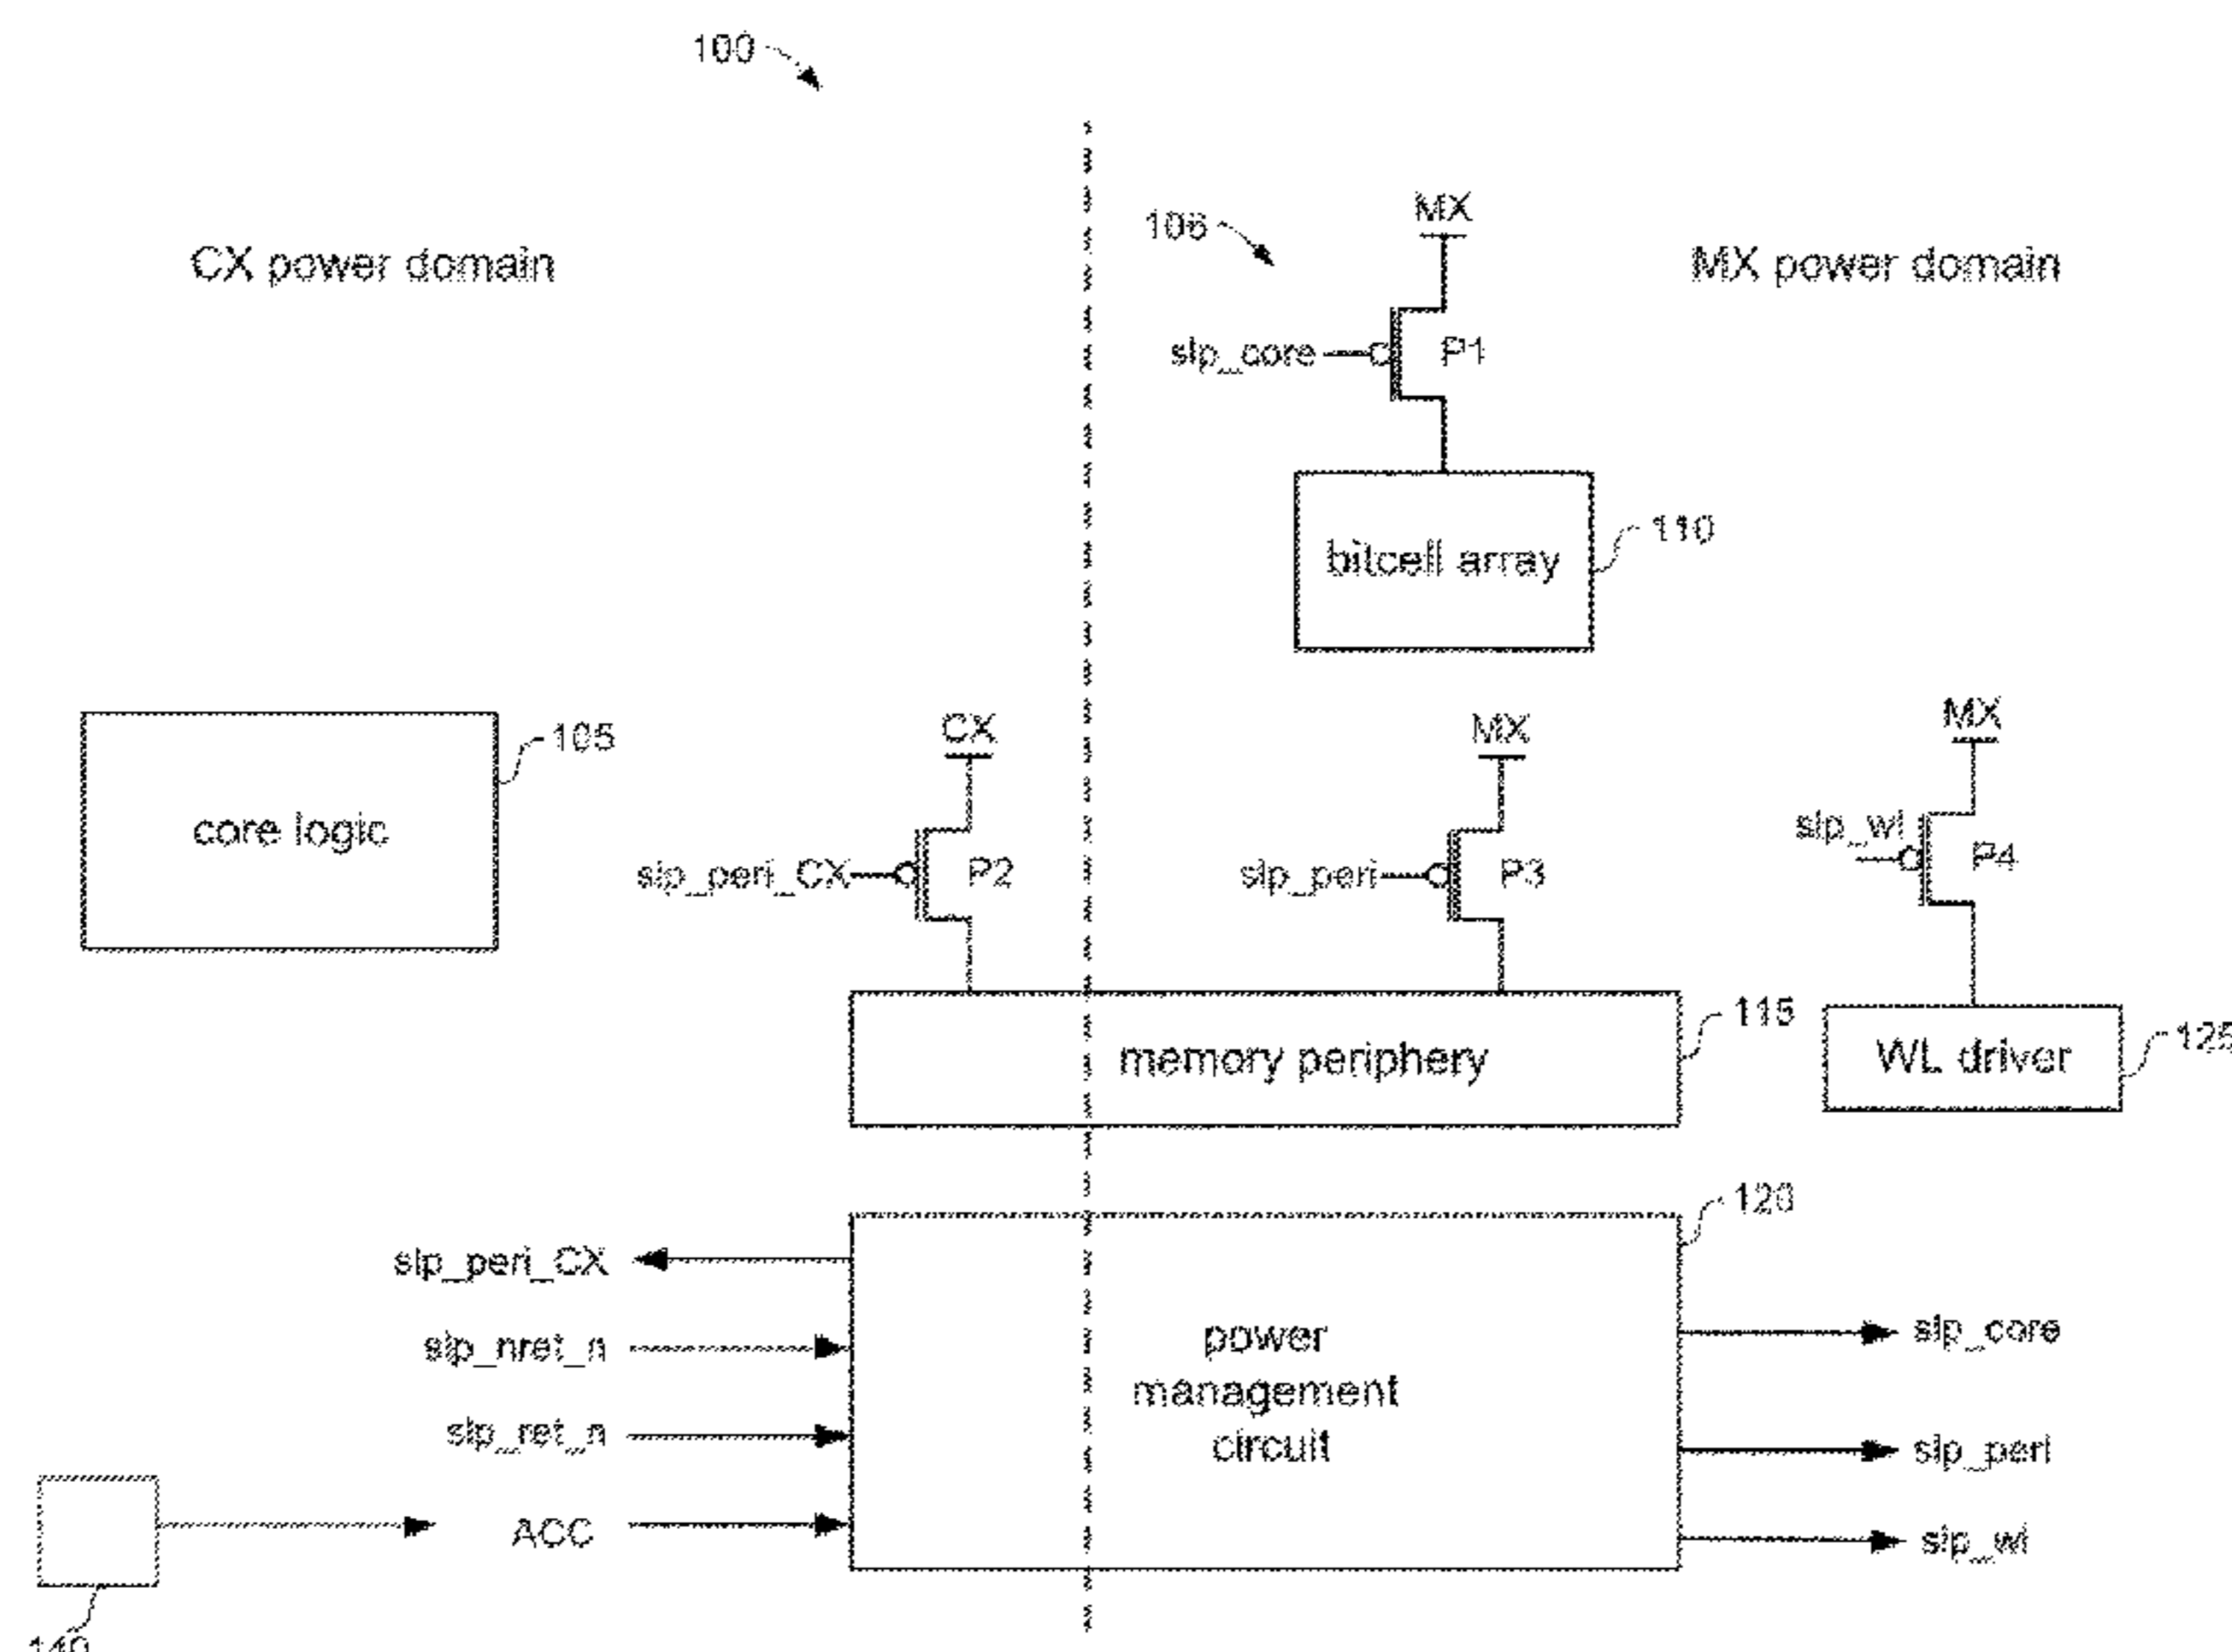 100
CX power domain
106
MX
MX power domain
slp_core
P1
bitcell array
110
core logic
105
CX
slp_peri_CX
P2
MX
slp_peri
P3
MX
slp_wl
P4
memory periphery
115
WL driver
125
120
slp_peri_CX
slp_nret_n
slp_ret_n
ACC
power
management
circuit
slp_core
slp_peri
slp_wl
140